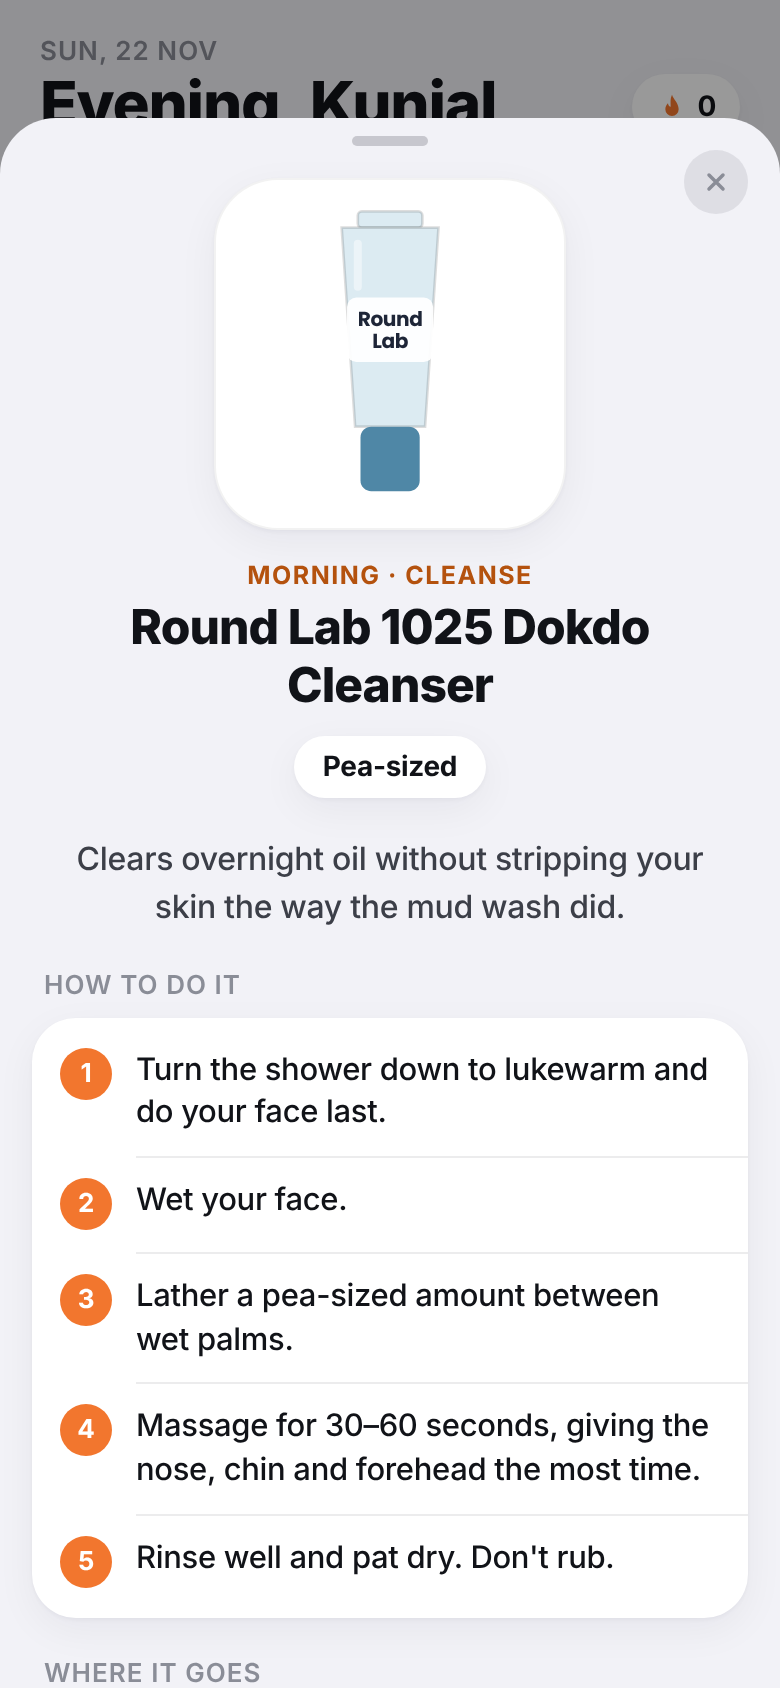 SUN, 22 NOV
Evening, Kunjal
0
Round
Lab
MORNING · CLEANSE
Round Lab 1025 Dokdo
Cleanser
Pea-sized
Clears overnight oil without stripping your
skin the way the mud wash did.
HOW TO DO IT
1 Turn the shower down to lukewarm and
do your face last.
2 Wet your face.
3 Lather a pea-sized amount between
wet palms.
4 Massage for 30–60 seconds, giving the
nose, chin and forehead the most time.
5 Rinse well and pat dry. Don't rub.
WHERE IT GOES